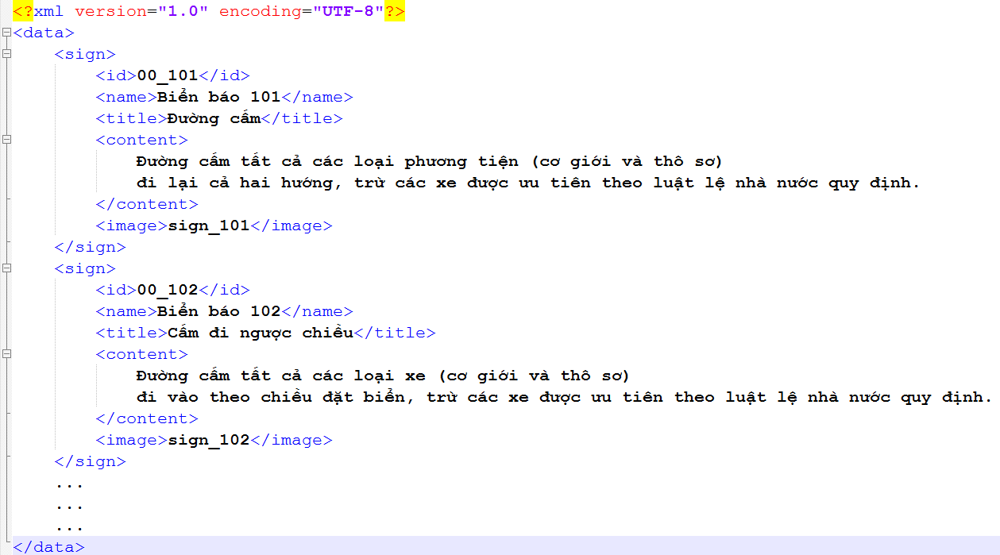 <?xml version="1.0" encoding="UTF-8"?>
<data>
<sign>
<id>00_101</id>
<name>Biển báo 101</name>
<title>Đường cấm</title>
<content>
Đường cấm tất cả các loại phương tiện (cơ giới và thô sơ)
đi lại cả hai hướng, trừ các xe được ưu tiên theo luật lệ nhà nước quy định.
</content>
<image>sign_101</image>
</sign>
<sign>
<id>00_102</id>
<name>Biển báo 102</name>
<title>Cấm đi ngược chiều</title>
<content>
Đường cấm tất cả các loại xe (cơ giới và thô sơ)
đi vào theo chiều đặt biển, trừ các xe được ưu tiên theo luật lệ nhà nước quy định.
</content>
<image>sign_102</image>
</sign>
...
...
...
</data>